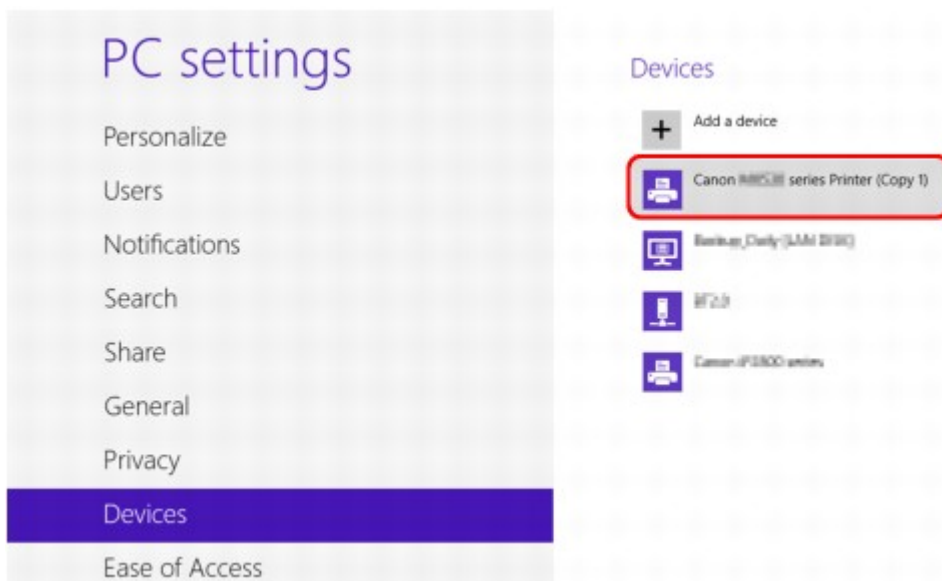 PC settings
Personalize
Users
Notifications
Search
Share
General
Privacy
Devices
Ease of Access
Devices
Add a device
Canon series Printer (Copy 1)